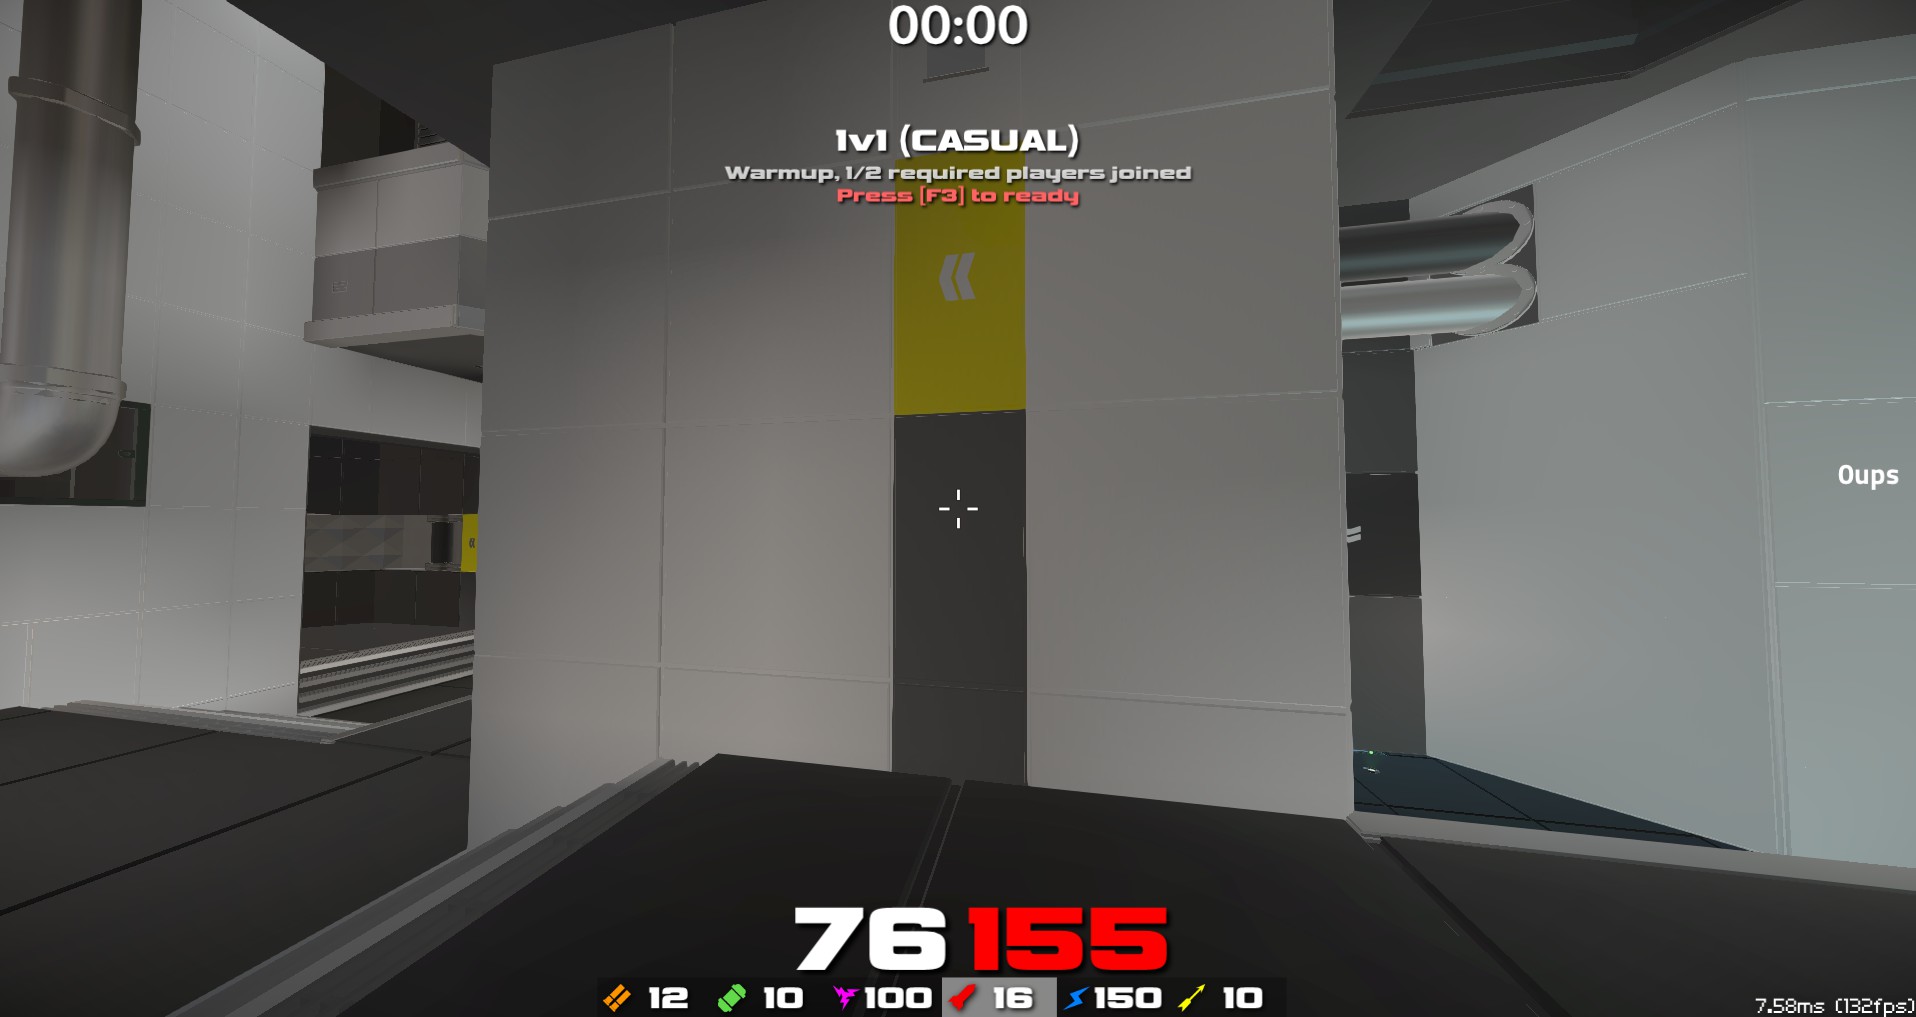 00:00
1v1 (CASUAL)
Warmup, 1/2 required players joined
Press [F3] to ready
Oups
76 155
12 10 100 16 150 10
7.58ms (132fps)